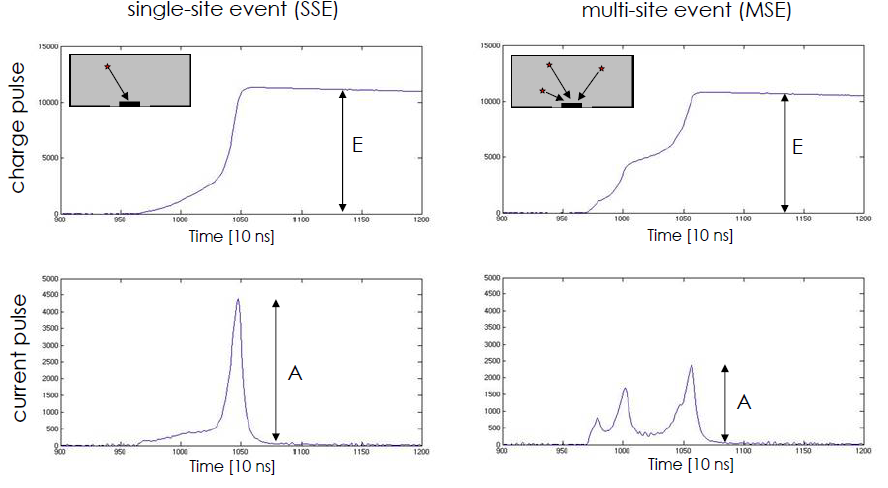 single-site event (SSE)
multi-site event (MSE)
charge pulse
15000
10000
5000
0
E
900 950 1000 1050 1100 1150 1200
Time [10 ns]
15000
10000
5000
0
E
900 950 1000 1050 1100 1150 1200
Time [10 ns]
current pulse
5000
4500
4000
3500
3000
2500
2000
1500
1000
500
0
A
900 950 1000 1050 1100 1150 1200
Time [10 ns]
5000
4500
4000
3500
3000
2500
2000
1500
1000
500
0
A
900 950 1000 1050 1100 1150 1200
Time [10 ns]